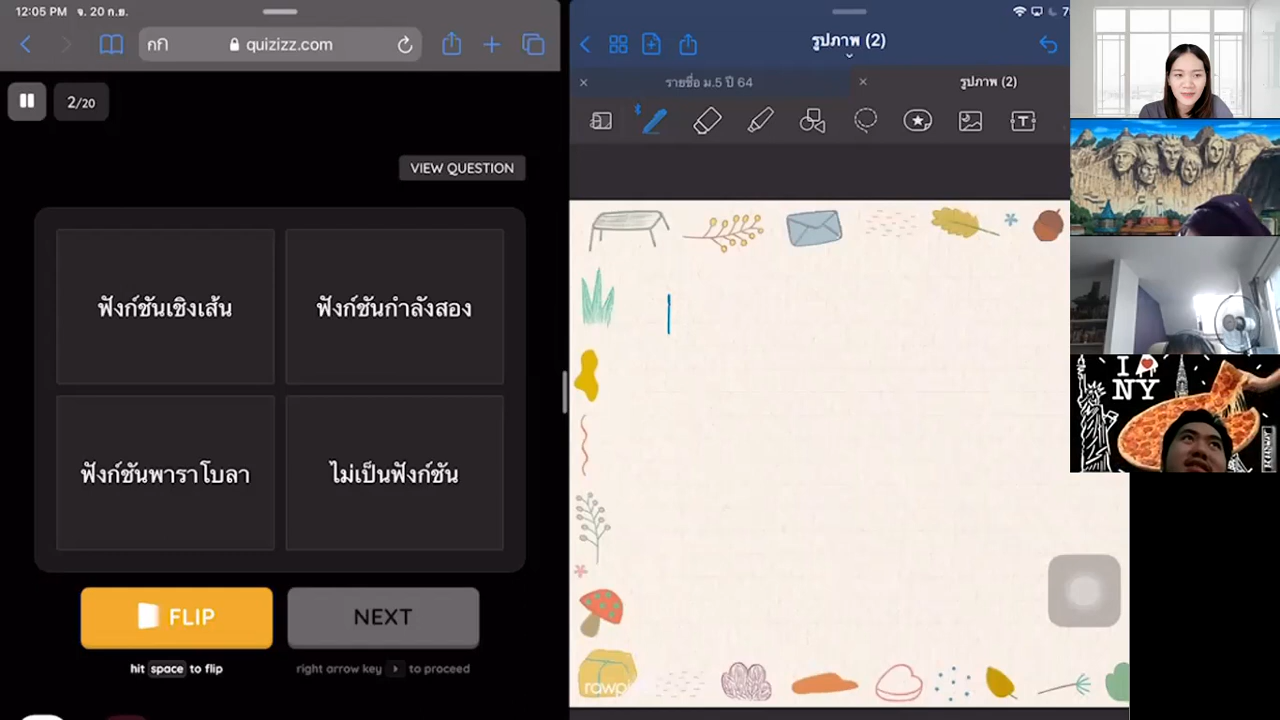 12:05 PM จ. 20 ก.ย.
กก quizizz.com
2/20
VIEW QUESTION
ฟังก์ชันเชิงเส้น
ฟังก์ชันกำลังสอง
ฟังก์ชันพาราโบลา
ไม่เป็นฟังก์ชัน
FLIP
NEXT
hit space to flip
right arrow key to proceed
รูปภาพ (2)
รายชื่อ ม.5 ปี 64
รูปภาพ (2)
I
NY